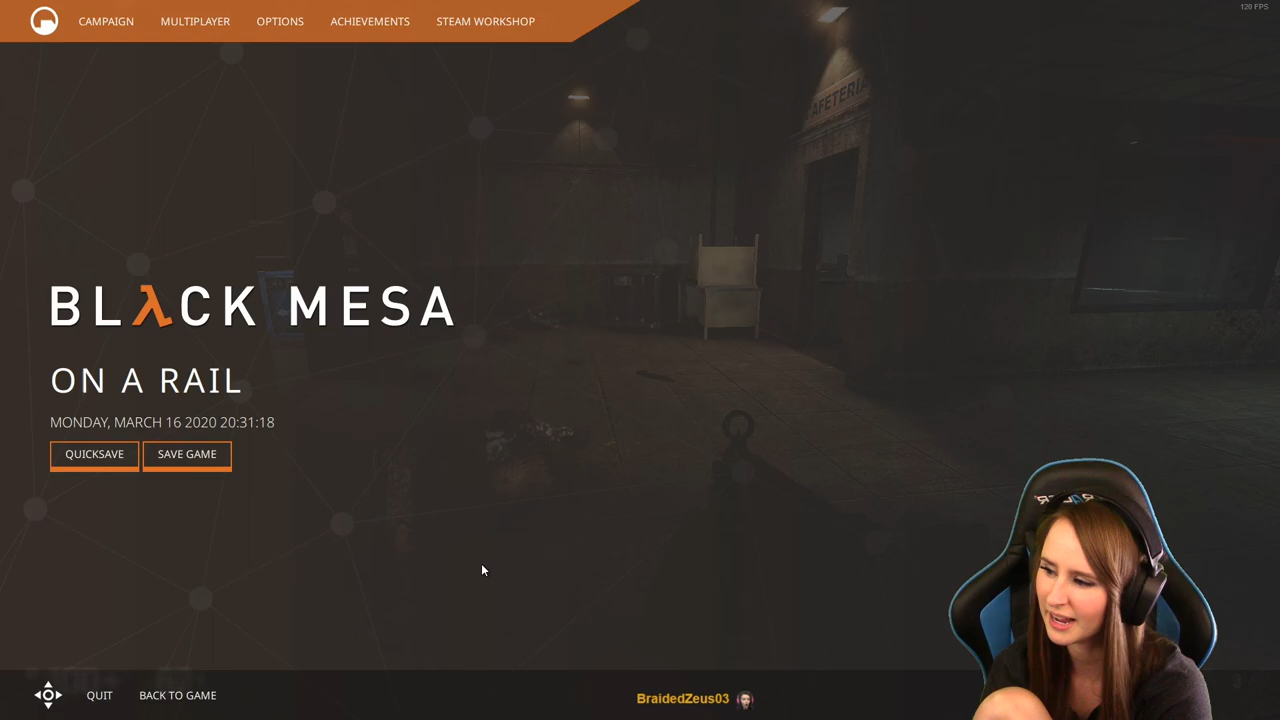 CAMPAIGN MULTIPLAYER OPTIONS ACHIEVEMENTS STEAM WORKSHOP
120 FPS
AFETERIA
BLλCK MESA
ON A RAIL
MONDAY, MARCH 16 2020 20:31:18
QUICKSAVE SAVE GAME
QUIT BACK TO GAME
BraidedZeus03